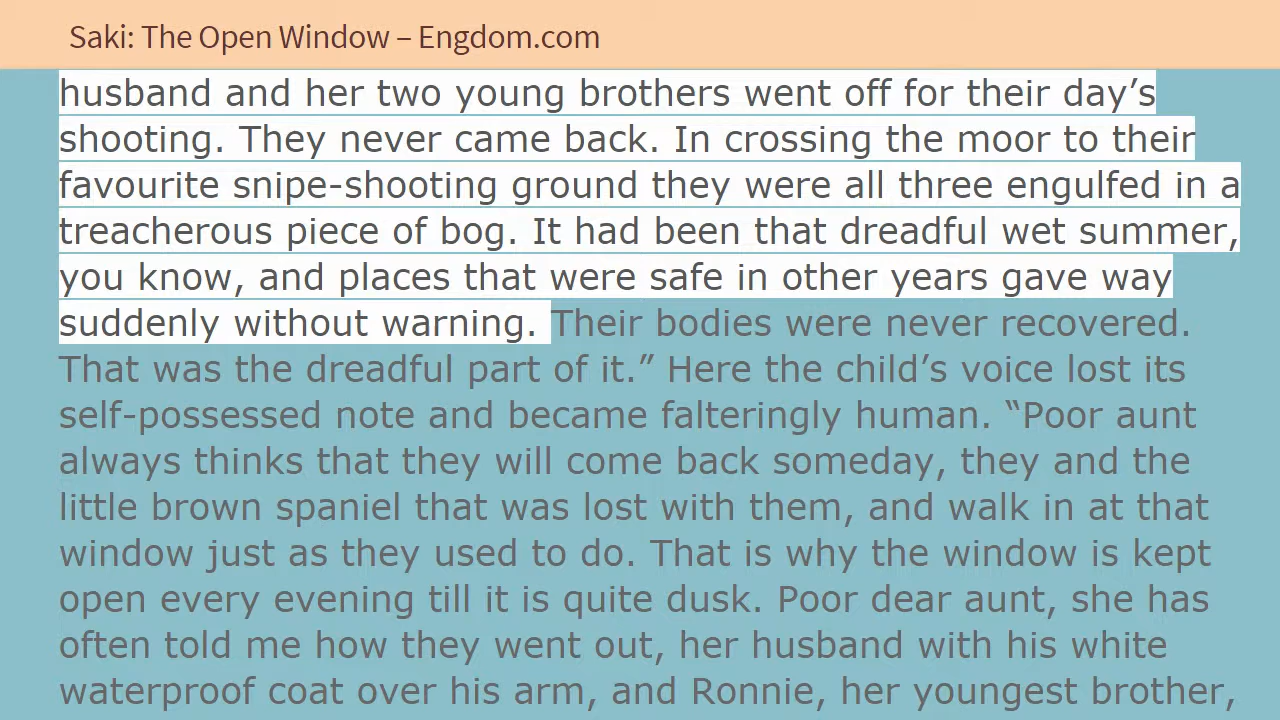 Saki: The Open Window – Engdom.com
husband and her two young brothers went off for their day’s
shooting. They never came back. In crossing the moor to their
favourite snipe-shooting ground they were all three engulfed in a
treacherous piece of bog. It had been that dreadful wet summer,
you know, and places that were safe in other years gave way
suddenly without warning. Their bodies were never recovered.
That was the dreadful part of it.” Here the child’s voice lost its
self-possessed note and became falteringly human. “Poor aunt
always thinks that they will come back someday, they and the
little brown spaniel that was lost with them, and walk in at that
window just as they used to do. That is why the window is kept
open every evening till it is quite dusk. Poor dear aunt, she has
often told me how they went out, her husband with his white
waterproof coat over his arm, and Ronnie, her youngest brother,